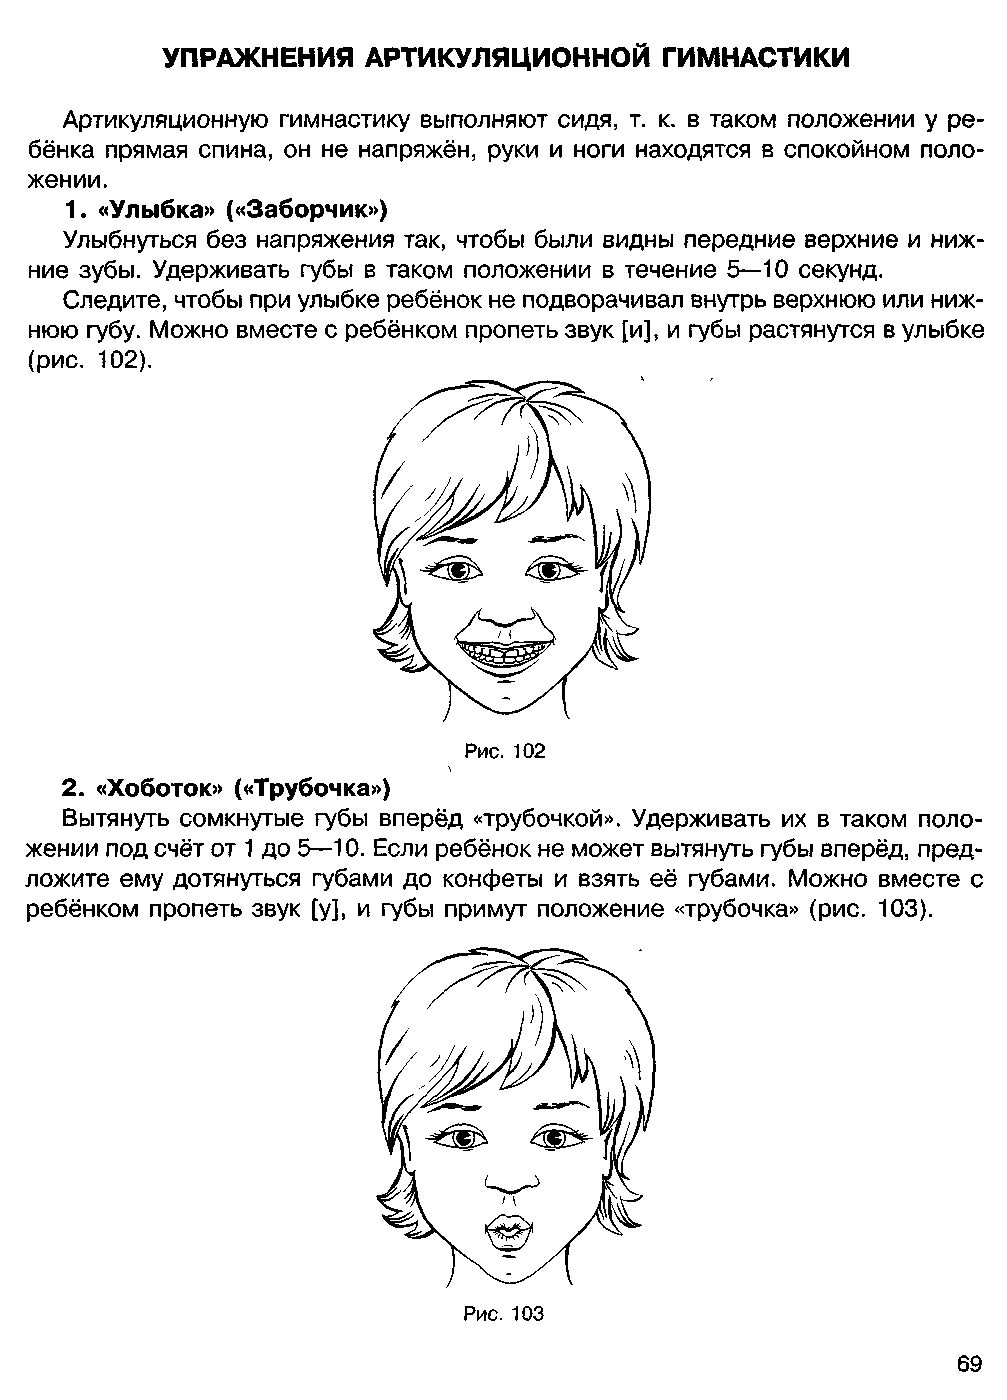 УПРАЖНЕНИЯ АРТИКУЛЯЦИОННОЙ ГИМНАСТИКИ
Артикуляционную гимнастику выполняют сидя, т. к. в таком положении у ре-
бёнка прямая спина, он не напряжён, руки и ноги находятся в спокойном поло-
жении.
1. «Улыбка» («Заборчик»)
Улыбнуться без напряжения так, чтобы были видны передние верхние и ниж-
ние зубы. Удерживать губы в таком положении в течение 5—10 секунд.
Следите, чтобы при улыбке ребёнок не подворачивал внутрь верхнюю или ниж-
нюю губу. Можно вместе с ребёнком пропеть звук [и], и губы растянутся в улыбке
(рис. 102).
Рис. 102
2. «Хоботок» («Трубочка»)
Вытянуть сомкнутые губы вперёд «трубочкой». Удерживать их в таком поло-
жении под счёт от 1 до 5—10. Если ребёнок не может вытянуть губы вперёд, пред-
ложите ему дотянуться губами до конфеты и взять её губами. Можно вместе с
ребёнком пропеть звук [у], и губы примут положение «трубочка» (рис. 103).
Рис. 103
69